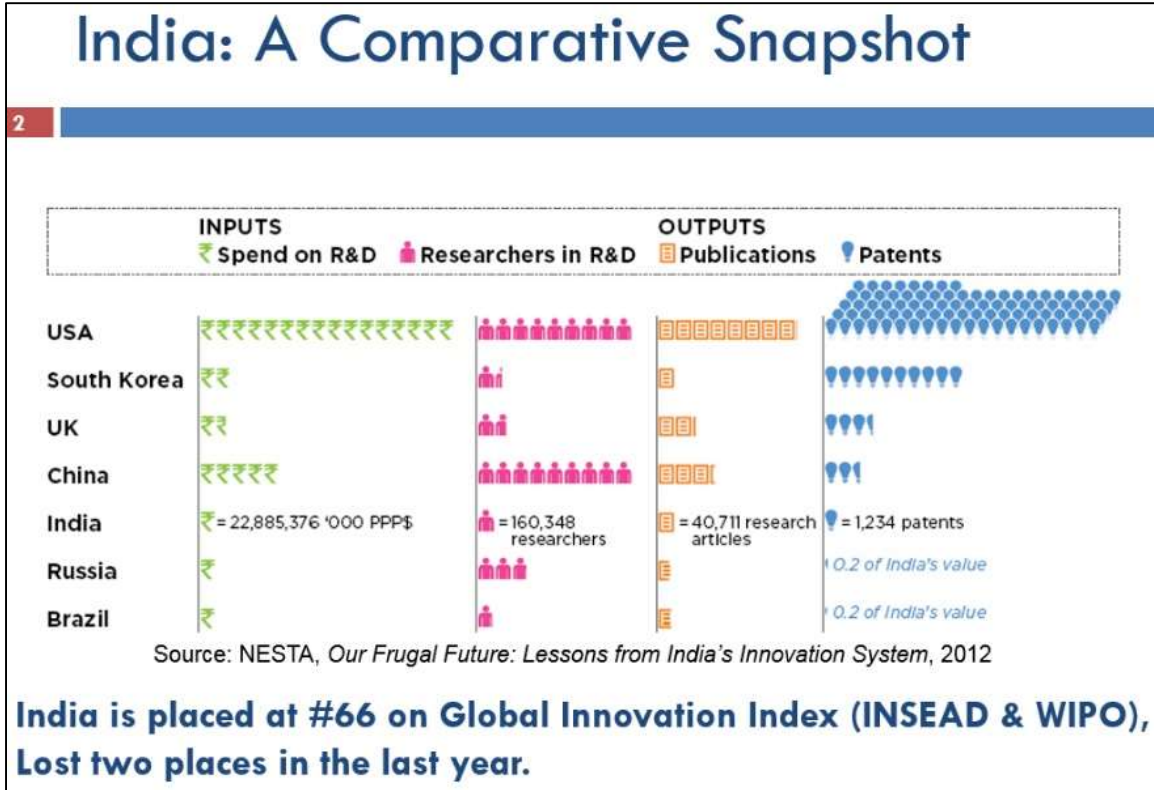 India: A Comparative Snapshot
2
INPUTS OUTPUTS
₹ Spend on R&D Researchers in R&D Publications Patents
USA ₹₹₹₹₹₹₹₹₹₹₹₹₹₹₹₹
South Korea ₹₹
UK ₹₹
China ₹₹₹₹₹
India ₹= 22,885,376 '000 PPP$ = 160,348 researchers = 40,711 research articles = 1,234 patents
Russia ₹ 0.2 of India's value
Brazil ₹ 0.2 of India's value
Source: NESTA, Our Frugal Future: Lessons from India's Innovation System, 2012
India is placed at #66 on Global Innovation Index (INSEAD & WIPO),
Lost two places in the last year.